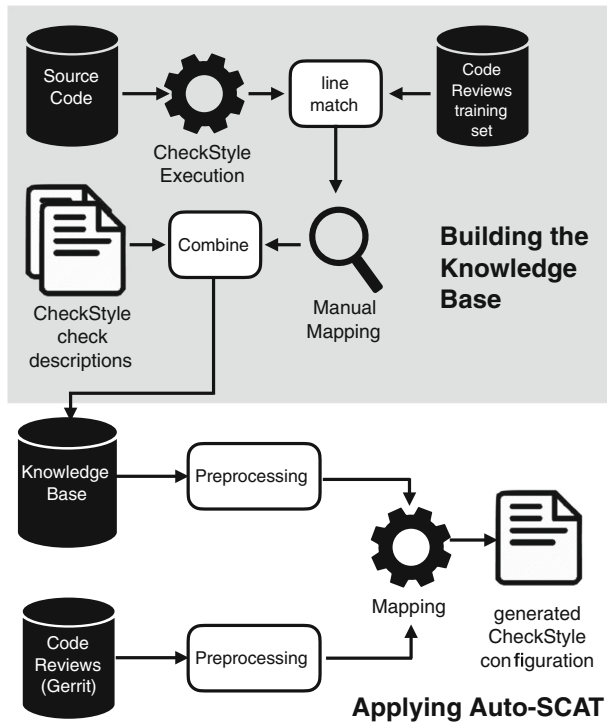 Source
Code
CheckStyle
Execution
line
match
Code
Reviews
training
set
CheckStyle
check
descriptions
Combine
Manual
Mapping
Building the
Knowledge
Base
Knowledge
Base
Preprocessing
Mapping
generated
CheckStyle
configuration
Code
Reviews
(Gerrit)
Preprocessing
Applying Auto-SCAT